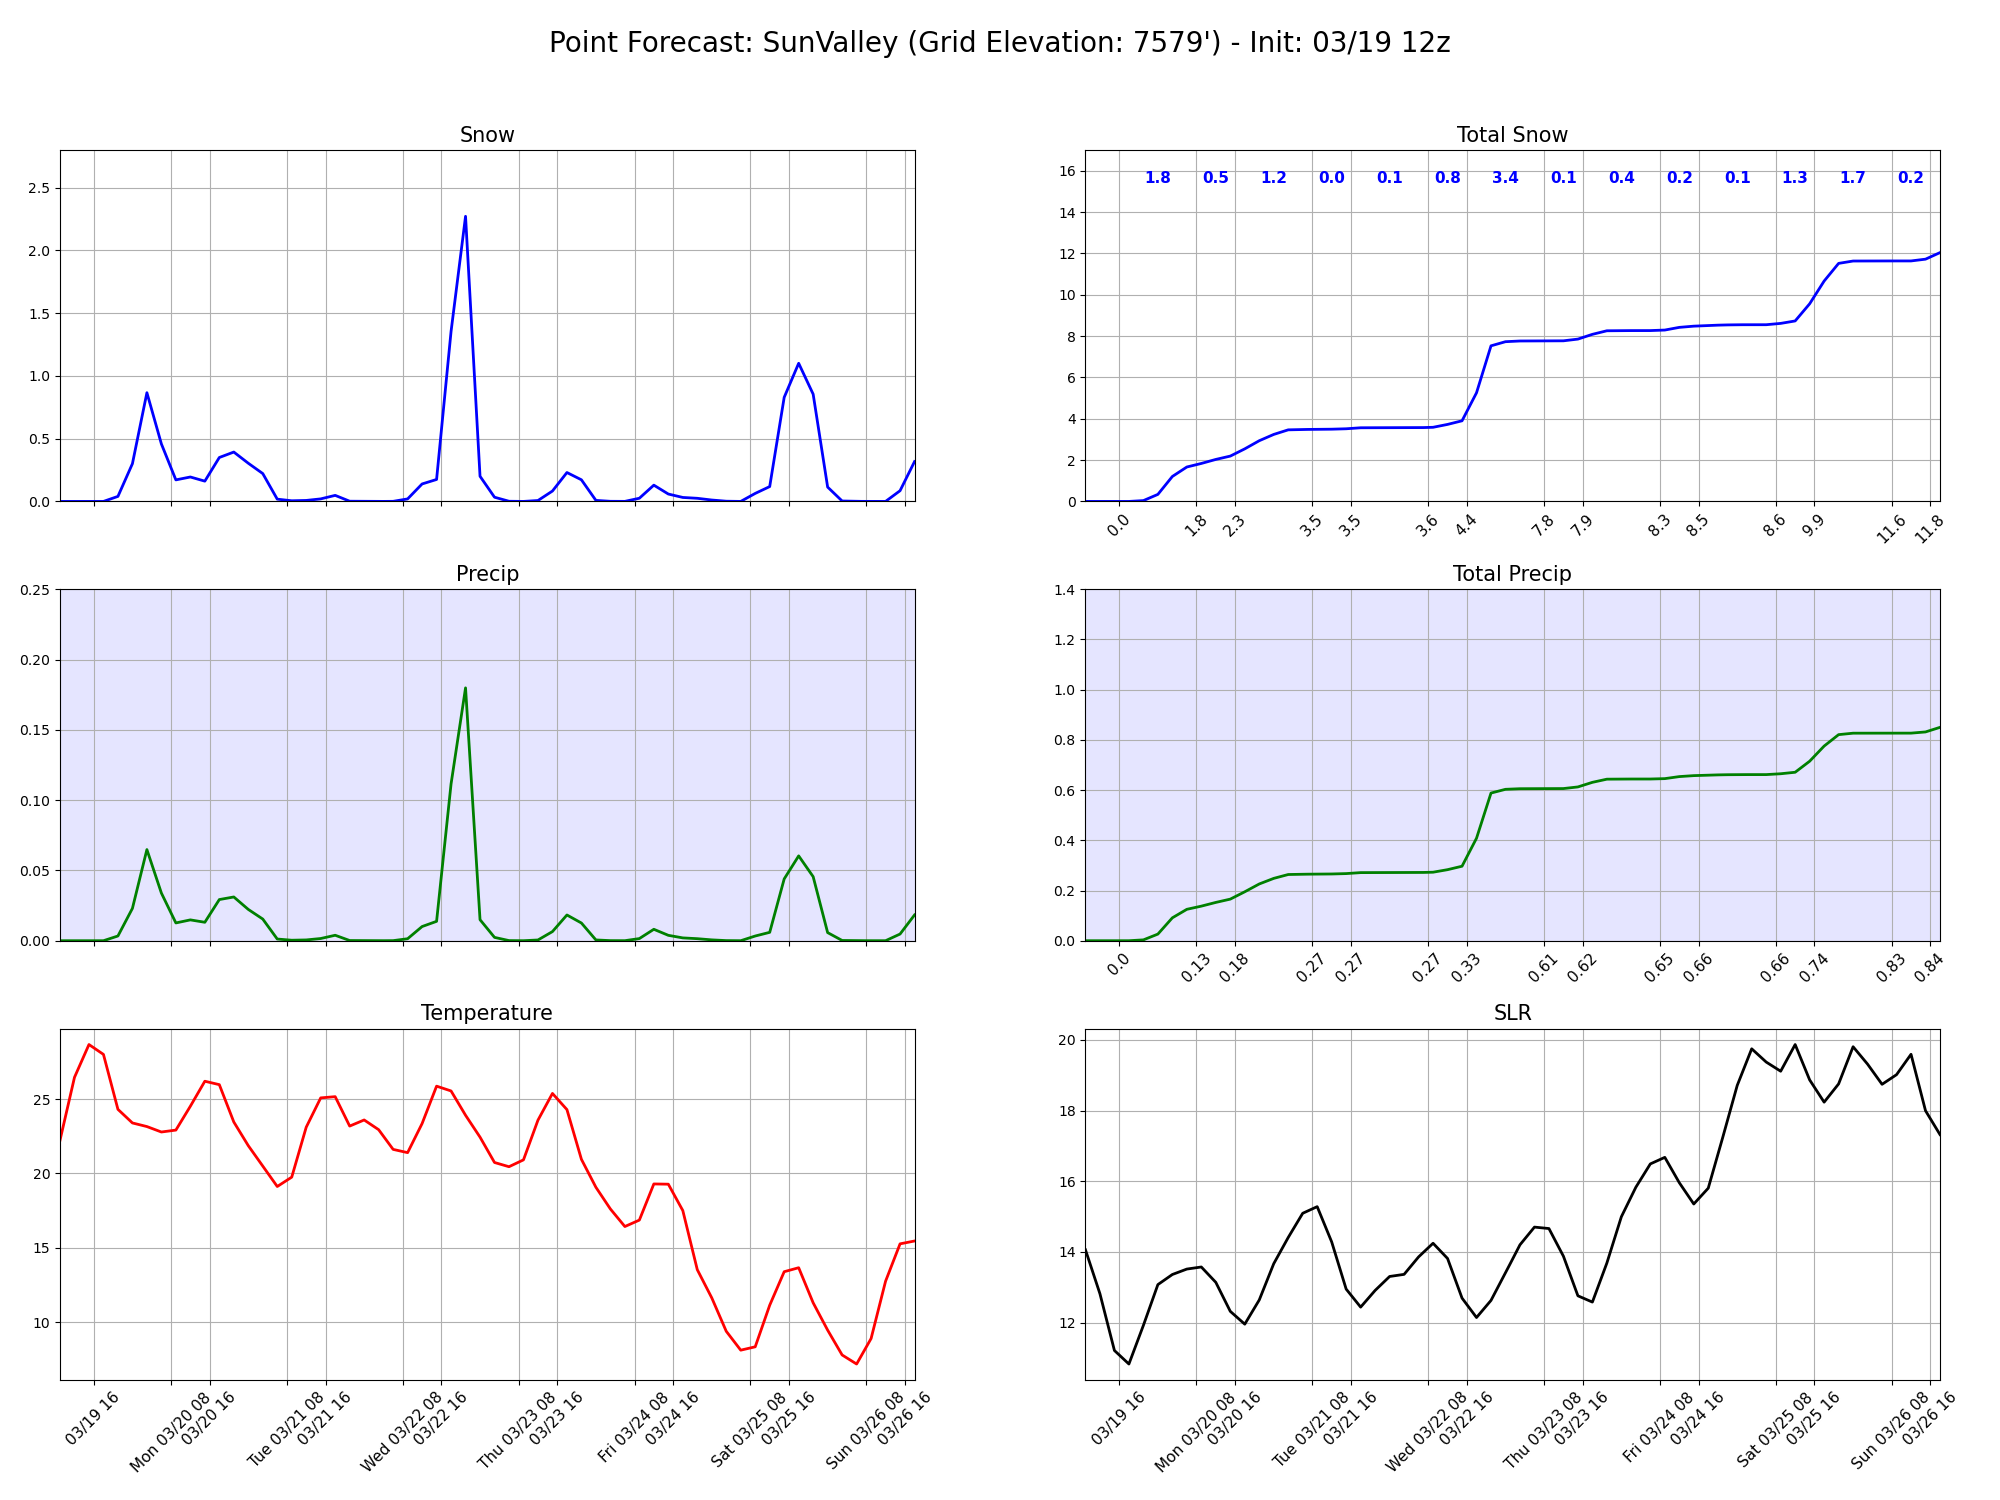 Point Forecast: SunValley (Grid Elevation: 7579') - Init: 03/19 12z
Snow
2.5
2.0
1.5
1.0
0.5
0.0
Total Snow
16
14
12
10
8
6
4
2
0
1.8 0.5 1.2 0.0 0.1 0.8 3.4 0.1 0.4 0.2 0.1 1.3 1.7 0.2
0.0 1.8 2.3 3.5 3.5 3.6 4.4 7.8 7.9 8.3 8.5 8.6 9.9 11.6 11.8
Precip
0.25
0.20
0.15
0.10
0.05
0.00
Total Precip
1.4
1.2
1.0
0.8
0.6
0.4
0.2
0.0
0.0 0.13 0.18 0.27 0.27 0.27 0.33 0.61 0.62 0.65 0.66 0.66 0.74 0.83 0.84
Temperature
25
20
15
10
03/19 16
Mon 03/20 08
03/20 16
Tue 03/21 08
03/21 16
Wed 03/22 08
03/22 16
Thu 03/23 08
03/23 16
Fri 03/24 08
03/24 16
Sat 03/25 08
03/25 16
Sun 03/26 08
03/26 16
SLR
20
18
16
14
12
03/19 16
Mon 03/20 08
03/20 16
Tue 03/21 08
03/21 16
Wed 03/22 08
03/22 16
Thu 03/23 08
03/23 16
Fri 03/24 08
03/24 16
Sat 03/25 08
03/25 16
Sun 03/26 08
03/26 16